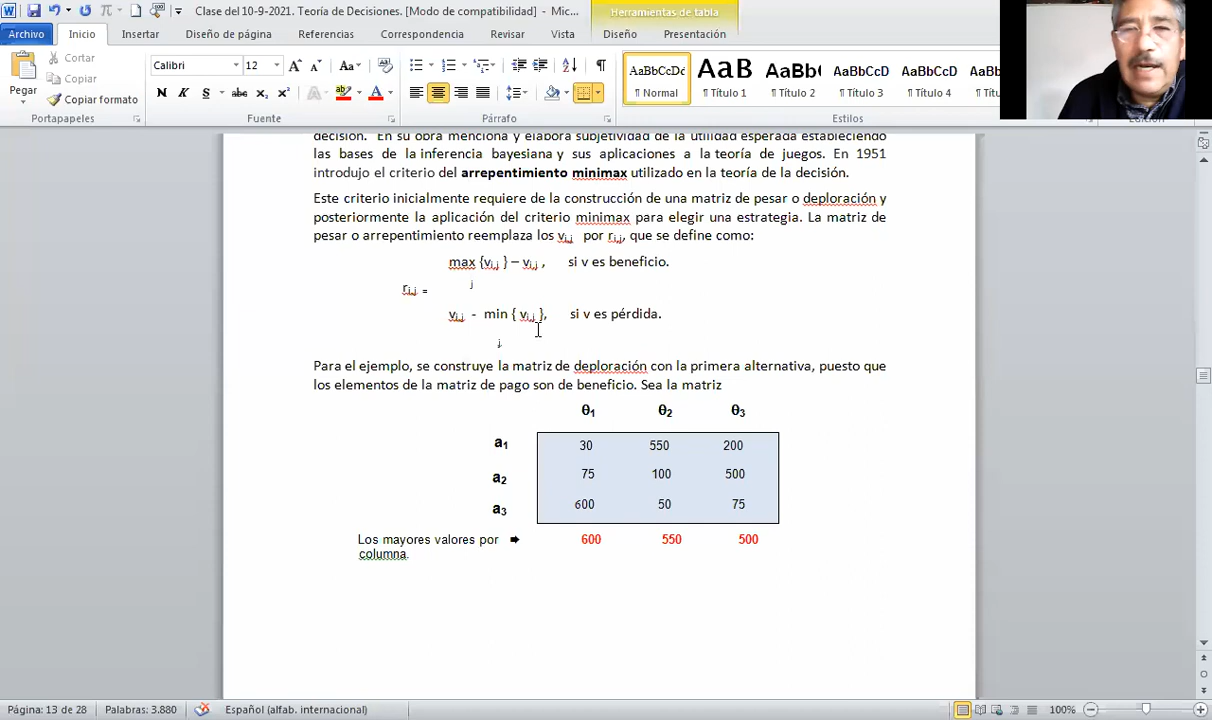 Clase del 10-9-2021. Teoría de Decisiones. [Modo de compatibilidad] - Mic...
Herramientas de tabla
Archivo Inicio Insertar Diseño de página Referencias Correspondencia Revisar Vista Diseño Presentación
Cortar
Copiar
Copiar formato
Pegar
Calibri 12
AaBbCcDc AaB AaBb( AaBbCcD AaBbCcD AaBb
¶ Normal ¶ Título 1 ¶ Título 2 ¶ Título 3 ¶ Título 4 ¶ Títu
Portapapeles Fuente Párrafo Estilos Edición
decisión. En su obra menciona y elabora subjetividad de la utilidad esperada estableciendo
las bases de la inferencia bayesiana y sus aplicaciones a la teoría de juegos. En 1951
introdujo el criterio del arrepentimiento minimax utilizado en la teoría de la decisión.
Este criterio inicialmente requiere de la construcción de una matriz de pesar o deploración y
posteriormente la aplicación del criterio minimax para elegir una estrategia. La matriz de
pesar o arrepentimiento reemplaza los vi,j por ri,j, que se define como:
max {vi,j } – vi,j , si v es beneficio.
j
ri,j =
vi,j - min { vi,j }, si v es pérdida.
j
Para el ejemplo, se construye la matriz de deploración con la primera alternativa, puesto que
los elementos de la matriz de pago son de beneficio. Sea la matriz
θ1 θ2 θ3
a1 30 550 200
a2 75 100 500
a3 600 50 75
Los mayores valores por ➡ 600 550 500
columna.
Página: 13 de 28 Palabras: 3.880 Español (alfab. internacional) 100%